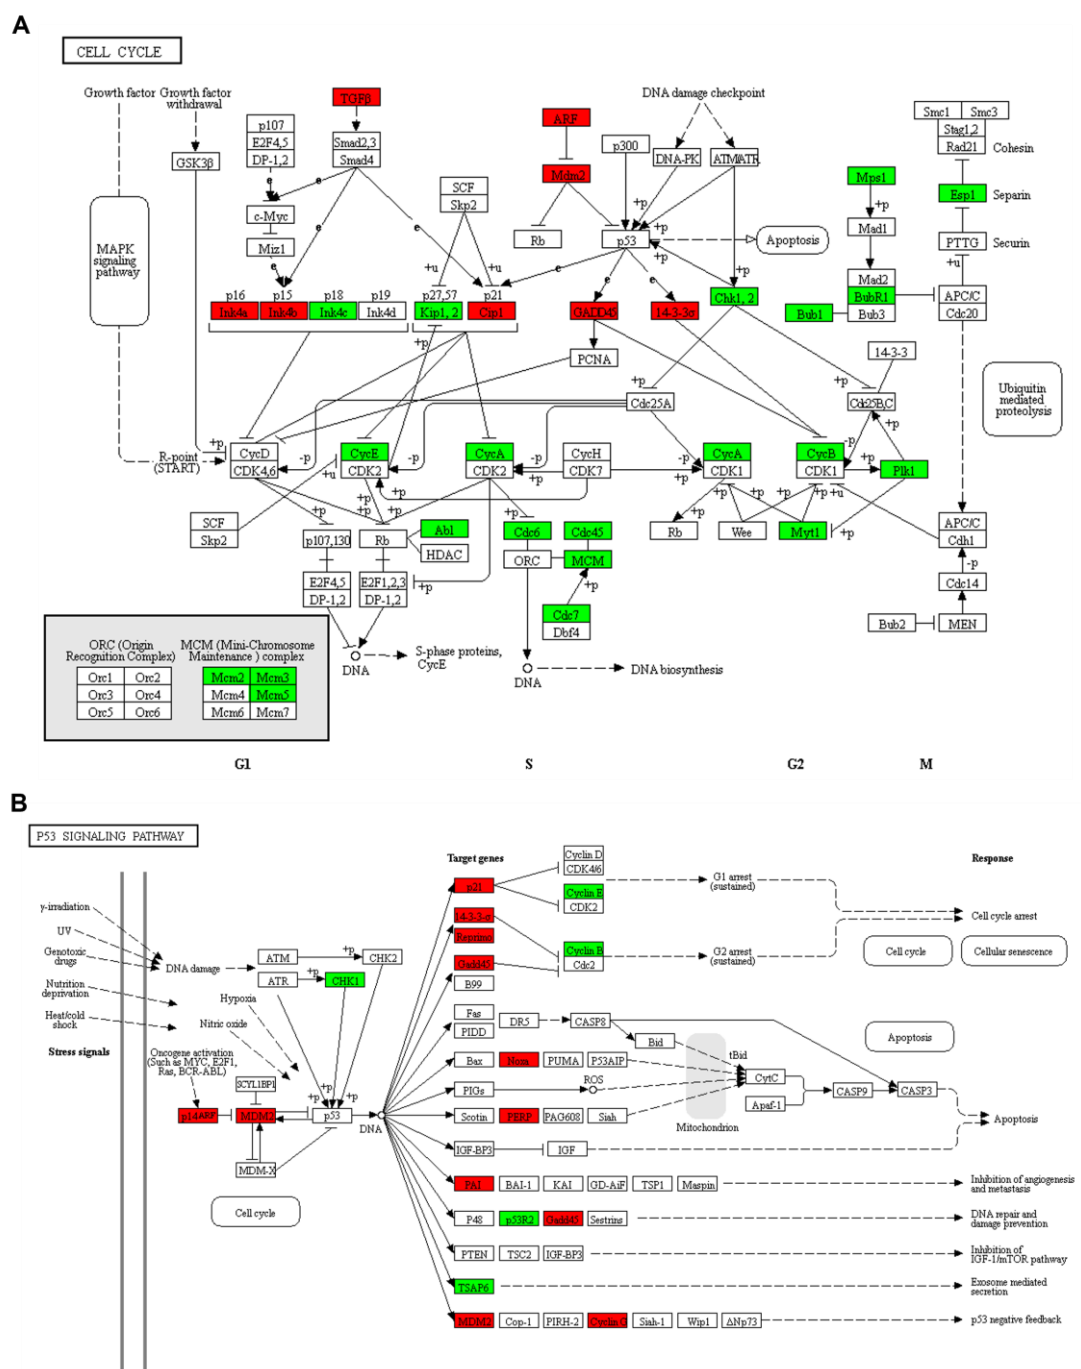 A
CELL CYCLE
Growth factor
Growth factor
withdrawal
TGFβ
ARF
DNA damage checkpoint
Smc1
Smc3
Stag1,2
Rad21
Cohesin
p107
E2F4,5
DP-1,2
Smad2,3
Smad4
GSK3β
p300
DNA-PK
ATM/ATR
Mdm2
Mps1
Esp1
Separin
SCF
Skp2
e
e
e
e
c-Myc
Miz1
+p
+p
+p
+p
+p
Rb
p53
Apoptosis
Mad1
PTTG
Securin
+u
MAPK
signaling
pathway
e
e
e
e
+u
+u
+p
Mad2
BubR1
Bub3
Bub1
APC/C
Cdc20
p16
p15
p18
p19
p27,57
p21
Ink4a
Ink4b
Ink4c
Ink4d
Kip1, 2
Cip1
GADD45
14-3-3σ
Chk1, 2
+p
PCNA
+p
+p
14-3-3
Ubiquitin
mediated
proteolysis
Cdc25A
Cdc25B,C
+p
R-point
(START)
+p
CycD
CDK4,6
-p
+u
CycE
CDK2
-p
+p
CycA
CDK2
-p
+p
CycH
CDK7
+p
CycA
CDK1
CycB
CDK1
-p
+p
Plk1
+p
+p
+p
+p
+p
+p
+p
+p
+u
SCF
Skp2
p107,130
Rb
Abl
HDAC
Cdc6
Cdc45
ORC
MCM
+p
Rb
Wee
Myt1
+p
APC/C
Cdh1
-p
Cdc14
E2F4,5
DP-1,2
E2F1,2,3
DP-1,2
+p
Cdc7
Dbf4
Bub2
MEN
ORC (Origin
Recognition Complex)
MCM (Mini-Chromosome
Maintenance ) complex
Orc1
Orc2
Orc3
Orc4
Orc5
Orc6
Mcm2
Mcm3
Mcm4
Mcm5
Mcm6
Mcm7
DNA
S-phase proteins,
CycE
DNA
DNA biosynthesis
G1
S
G2
M
B
P53 SIGNALING PATHWAY
Target genes
Response
Cyclin D
CDK4/6
p21
Cyclin E
CDK2
G1 arrest
(sustained)
γ-irradiation
UV
Genotoxic
drugs
Nutrition
deprivation
Heat/cold
shock
Stress signals
DNA damage
ATM
+p
CHK2
ATR
+p
CHK1
14-3-3-σ
Reprimo
Gadd45
B99
Cyclin B
Cdc2
G2 arrest
(sustained)
Cell cycle arrest
Cell cycle
Cellular senescence
Hypoxia
Nitric oxide
Fas
PIDD
DR5
CASP8
Bid
tBid
Apoptosis
Oncogene activation
(Such as MYC, E2F1,
Ras, BCR-ABL)
SCYL1BP1
+p
+p
+p
Bax
Noxa
PUMA
P53AIP
CytC
CASP9
CASP3
PIGs
ROS
Apaf-1
p14ARF
MDM2
p53
DNA
Scotin
PERP
PAG608
Siah
Mitochondrion
Apoptosis
MDM-X
IGF-BP3
IGF
Cell cycle
PAI
BAI-1
KAI
GD-AiF
TSP1
Maspin
Inhibition of angiogenesis
and metastasis
P48
p53R2
Gadd45
Sestrins
DNA repair and
damage prevention
PTEN
TSC2
IGF-BP3
Inhibition of
IGF-1/mTOR pathway
TSAP6
Exosome mediated
secretion
MDM2
Cop-1
PIRH-2
Cyclin G
Siah-1
Wip1
ΔNp73
p53 negative feedback